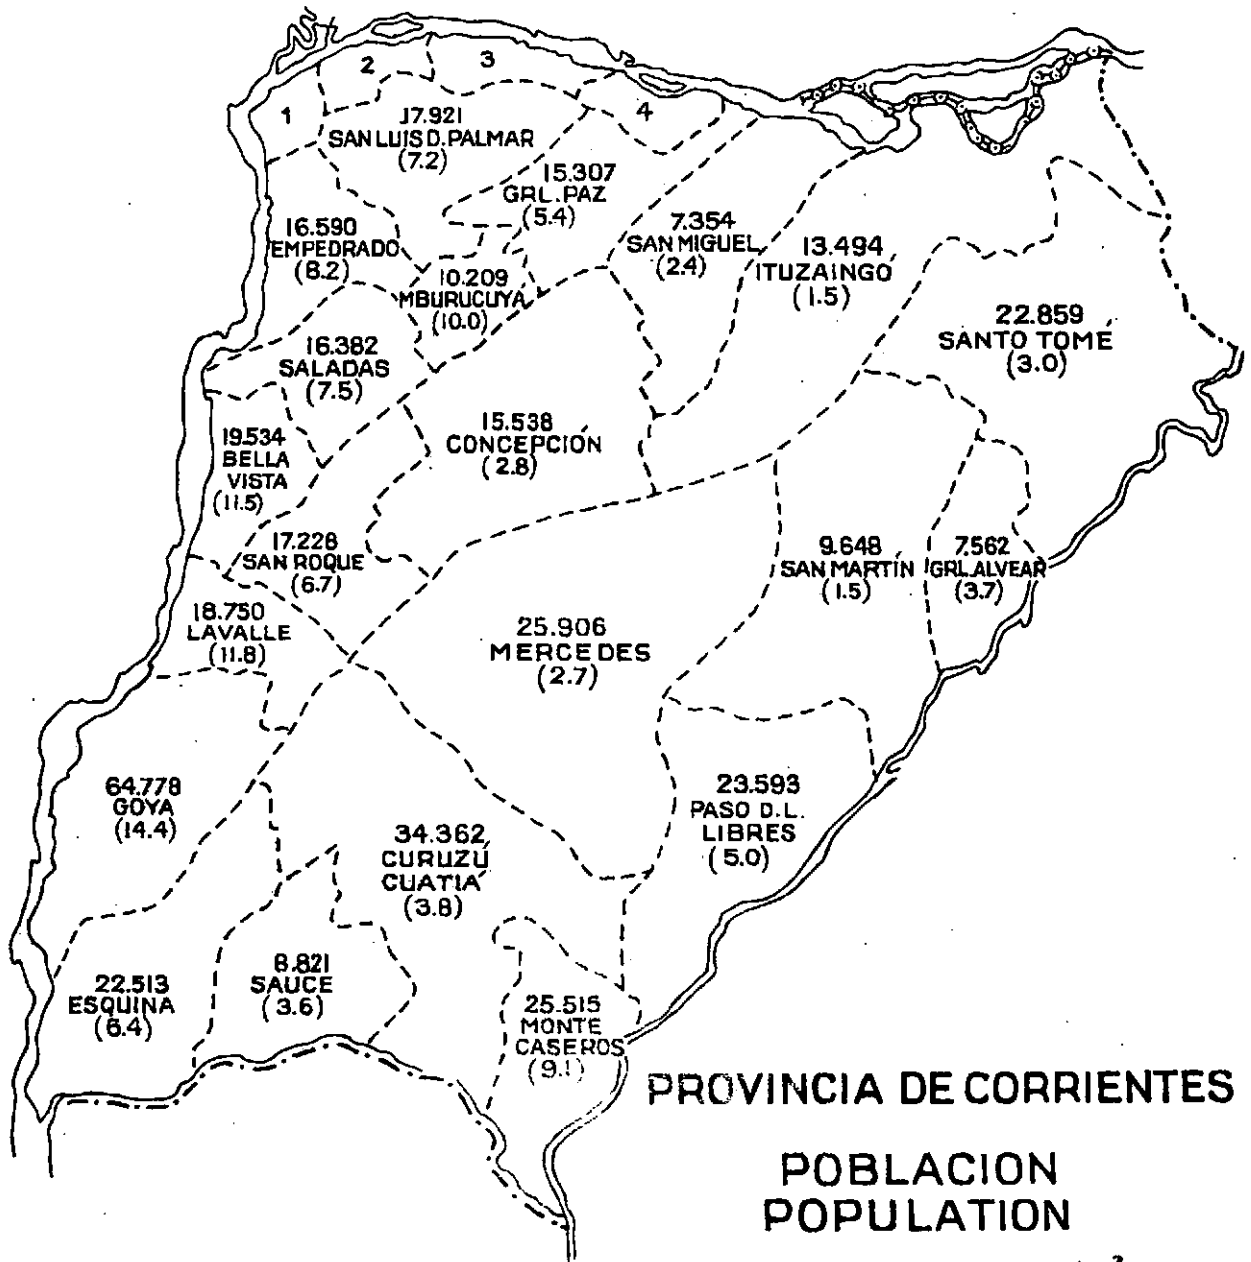 1
2
3
4
17.921
SAN LUIS D. PALMAR
(7.2)
15.307
GRL. PAZ
(5.4)
16.590
EMPEDRADO
(8.2)
10.209
MBURUCUYA
(10.0)
7.354
SAN MIGUEL
(2.4)
13.494
ITUZAINGÓ
(1.5)
22.859
SANTO TOMÉ
(3.0)
16.382
SALADAS
(7.5)
19.534
BELLA
VISTA
(11.5)
15.538
CONCEPCIÓN
(2.8)
17.228
SAN ROQUE
(6.7)
9.648
SAN MARTÍN
(1.5)
7.562
GRL. ALVEAR
(3.7)
18.750
LAVALLE
(11.8)
25.906
MERCEDES
(2.7)
64.778
GOYA
(14.4)
23.593
PASO D.L.
LIBRES
(5.0)
34.362
CURUZÚ
CUATIÁ
(3.8)
22.513
ESQUINA
(6.4)
8.821
SAUCE
(3.6)
25.515
MONTE
CASEROS
(9.1)
PROVINCIA DE CORRIENTES
POBLACION
POPULATION